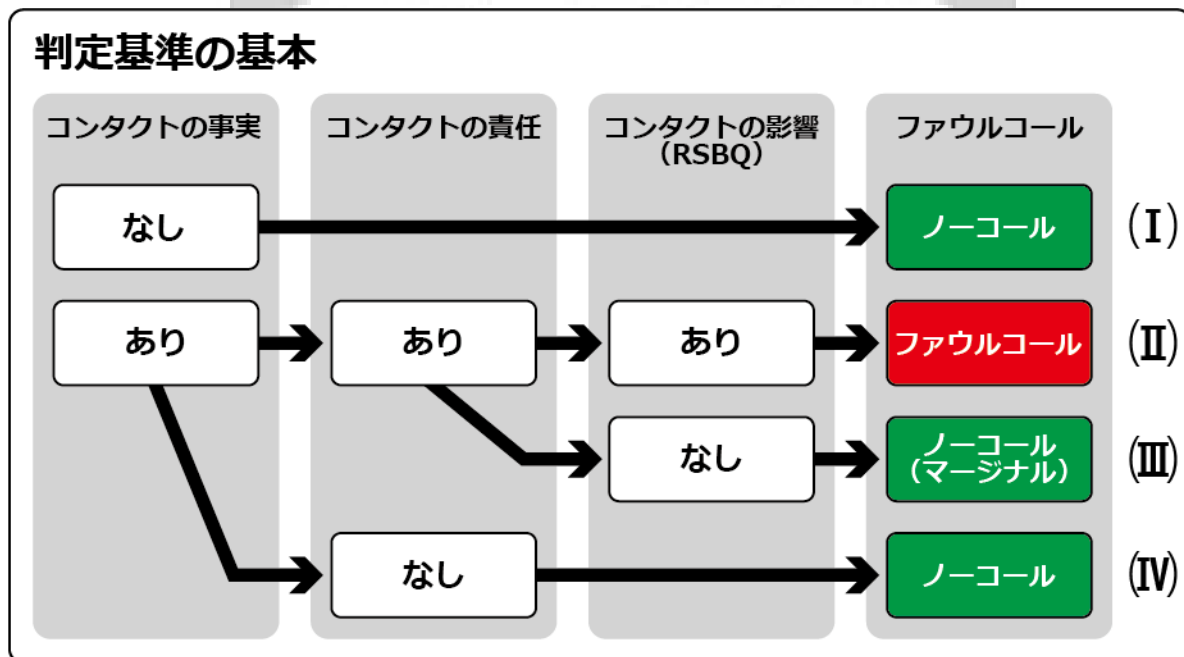 判定基準の基本
コンタクトの事実
コンタクトの責任
コンタクトの影響
（RSBQ）
ファウルコール
なし
ノーコール
(Ⅰ)
あり
あり
あり
ファウルコール
(Ⅱ)
なし
ノーコール
（マージナル）
(Ⅲ)
なし
ノーコール
(Ⅳ)